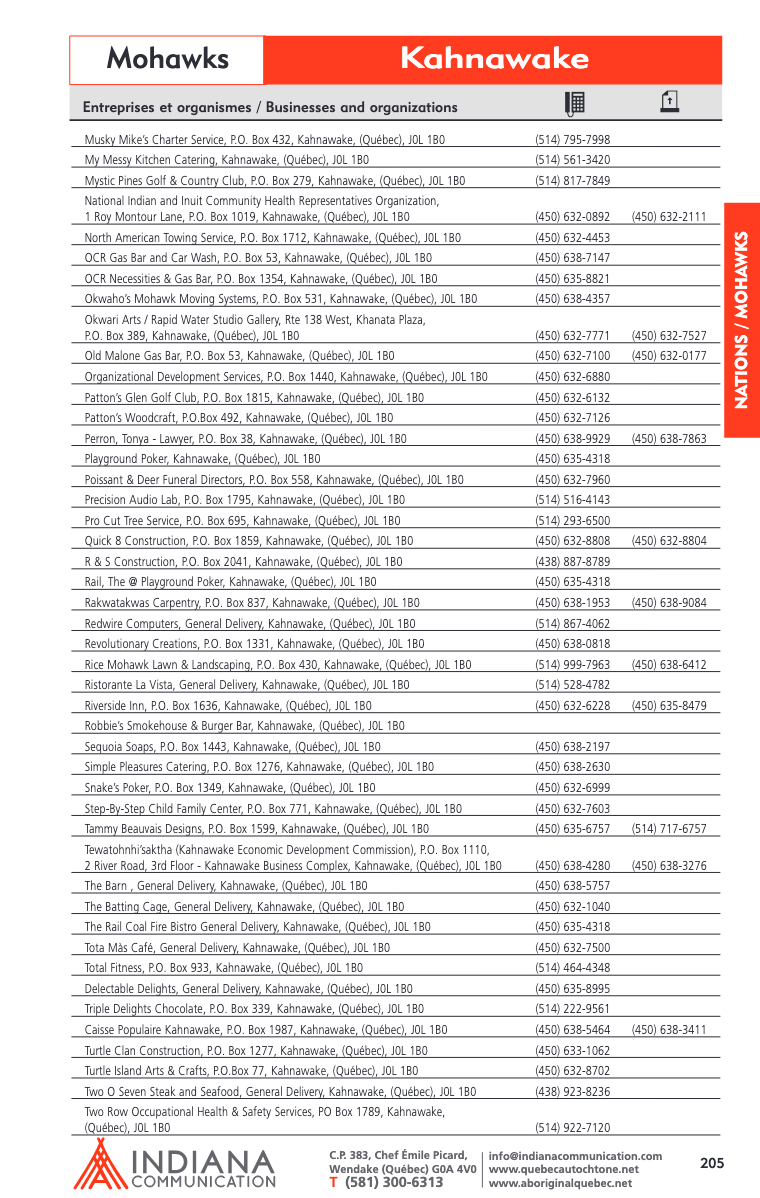 Mohawks Kahnawake
Entreprises et organismes / Businesses and organizations
Musky Mike's Charter Service, P.O. Box 432, Kahnawake, (Québec), J0L 1B0 (514) 795-7998
My Messy Kitchen Catering, Kahnawake, (Québec), J0L 1B0 (514) 561-3420
Mystic Pines Golf & Country Club, P.O. Box 279, Kahnawake, (Québec), J0L 1B0 (514) 817-7849
National Indian and Inuit Community Health Representatives Organization,
1 Roy Montour Lane, P.O. Box 1019, Kahnawake, (Québec), J0L 1B0 (450) 632-0892 (450) 632-2111
North American Towing Service, P.O. Box 1712, Kahnawake, (Québec), J0L 1B0 (450) 632-4453
OCR Gas Bar and Car Wash, P.O. Box 53, Kahnawake, (Québec), J0L 1B0 (450) 638-7147
OCR Necessities & Gas Bar, P.O. Box 1354, Kahnawake, (Québec), J0L 1B0 (450) 635-8821
Okwaho's Mohawk Moving Systems, P.O. Box 531, Kahnawake, (Québec), J0L 1B0 (450) 638-4357
Okwari Arts / Rapid Water Studio Gallery, Rte 138 West, Khanata Plaza,
P.O. Box 389, Kahnawake, (Québec), J0L 1B0 (450) 632-7771 (450) 632-7527
Old Malone Gas Bar, P.O. Box 53, Kahnawake, (Québec), J0L 1B0 (450) 632-7100 (450) 632-0177
Organizational Development Services, P.O. Box 1440, Kahnawake, (Québec), J0L 1B0 (450) 632-6880
Patton's Glen Golf Club, P.O. Box 1815, Kahnawake, (Québec), J0L 1B0 (450) 632-6132
Patton's Woodcraft, P.O.Box 492, Kahnawake, (Québec), J0L 1B0 (450) 632-7126
Perron, Tonya - Lawyer, P.O. Box 38, Kahnawake, (Québec), J0L 1B0 (450) 638-9929 (450) 638-7863
Playground Poker, Kahnawake, (Québec), J0L 1B0 (450) 635-4318
Poissant & Deer Funeral Directors, P.O. Box 558, Kahnawake, (Québec), J0L 1B0 (450) 632-7960
Precision Audio Lab, P.O. Box 1795, Kahnawake, (Québec), J0L 1B0 (514) 516-4143
Pro Cut Tree Service, P.O. Box 695, Kahnawake, (Québec), J0L 1B0 (514) 293-6500
Quick 8 Construction, P.O. Box 1859, Kahnawake, (Québec), J0L 1B0 (450) 632-8808 (450) 632-8804
R & S Construction, P.O. Box 2041, Kahnawake, (Québec), J0L 1B0 (438) 887-8789
Rail, The @ Playground Poker, Kahnawake, (Québec), J0L 1B0 (450) 635-4318
Rakwatakwas Carpentry, P.O. Box 837, Kahnawake, (Québec), J0L 1B0 (450) 638-1953 (450) 638-9084
Redwire Computers, General Delivery, Kahnawake, (Québec), J0L 1B0 (514) 867-4062
Revolutionary Creations, P.O. Box 1331, Kahnawake, (Québec), J0L 1B0 (450) 638-0818
Rice Mohawk Lawn & Landscaping, P.O. Box 430, Kahnawake, (Québec), J0L 1B0 (514) 999-7963 (450) 638-6412
Ristorante La Vista, General Delivery, Kahnawake, (Québec), J0L 1B0 (514) 528-4782
Riverside Inn, P.O. Box 1636, Kahnawake, (Québec), J0L 1B0 (450) 632-6228 (450) 635-8479
Robbie's Smokehouse & Burger Bar, Kahnawake, (Québec), J0L 1B0
Sequoia Soaps, P.O. Box 1443, Kahnawake, (Québec), J0L 1B0 (450) 638-2197
Simple Pleasures Catering, P.O. Box 1276, Kahnawake, (Québec), J0L 1B0 (450) 638-2630
Snake's Poker, P.O. Box 1349, Kahnawake, (Québec), J0L 1B0 (450) 632-6999
Step-By-Step Child Family Center, P.O. Box 771, Kahnawake, (Québec), J0L 1B0 (450) 632-7603
Tammy Beauvais Designs, P.O. Box 1599, Kahnawake, (Québec), J0L 1B0 (450) 635-6757 (514) 717-6757
Tewatohnhi'saktha (Kahnawake Economic Development Commission), P.O. Box 1110,
2 River Road, 3rd Floor - Kahnawake Business Complex, Kahnawake, (Québec), J0L 1B0 (450) 638-4280 (450) 638-3276
The Barn , General Delivery, Kahnawake, (Québec), J0L 1B0 (450) 638-5757
The Batting Cage, General Delivery, Kahnawake, (Québec), J0L 1B0 (450) 632-1040
The Rail Coal Fire Bistro General Delivery, Kahnawake, (Québec), J0L 1B0 (450) 635-4318
Tota Màs Café, General Delivery, Kahnawake, (Québec), J0L 1B0 (450) 632-7500
Total Fitness, P.O. Box 933, Kahnawake, (Québec), J0L 1B0 (514) 464-4348
Delectable Delights, General Delivery, Kahnawake, (Québec), J0L 1B0 (450) 635-8995
Triple Delights Chocolate, P.O. Box 339, Kahnawake, (Québec), J0L 1B0 (514) 222-9561
Caisse Populaire Kahnawake, P.O. Box 1987, Kahnawake, (Québec), J0L 1B0 (450) 638-5464 (450) 638-3411
Turtle Clan Construction, P.O. Box 1277, Kahnawake, (Québec), J0L 1B0 (450) 633-1062
Turtle Island Arts & Crafts, P.O.Box 77, Kahnawake, (Québec), J0L 1B0 (450) 632-8702
Two O Seven Steak and Seafood, General Delivery, Kahnawake, (Québec), J0L 1B0 (438) 923-8236
Two Row Occupational Health & Safety Services, PO Box 1789, Kahnawake,
(Québec), J0L 1B0 (514) 922-7120
NATIONS / MOHAWKS
INDIANA
COMMUNICATION
C.P. 383, Chef Émile Picard,
Wendake (Québec) G0A 4V0
T (581) 300-6313
info@indianacommunication.com
www.quebecautochtone.net
www.aboriginalquebec.net
205